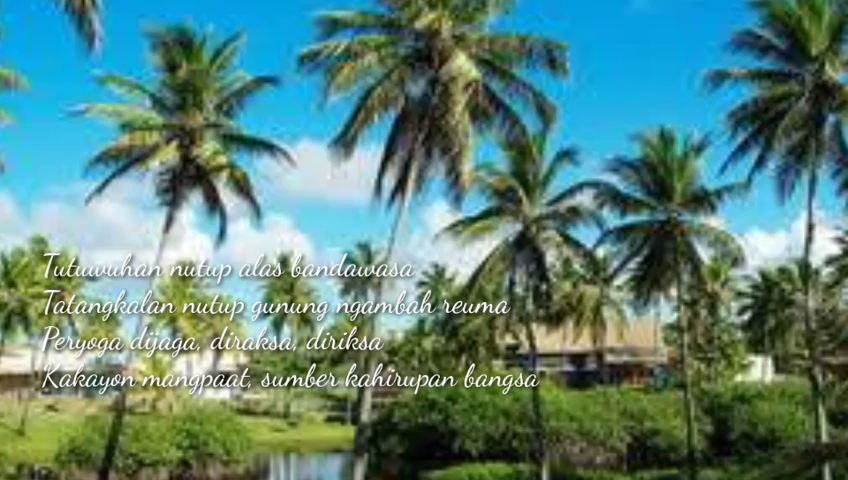 Tutuwuhan nutup alas bandawasa
Tatangkalan nutup gunung ngambah reuma
Peryoga dijaga, diraksa, diriksa
Kakayon mangpaat, sumber kahirupan bangsa